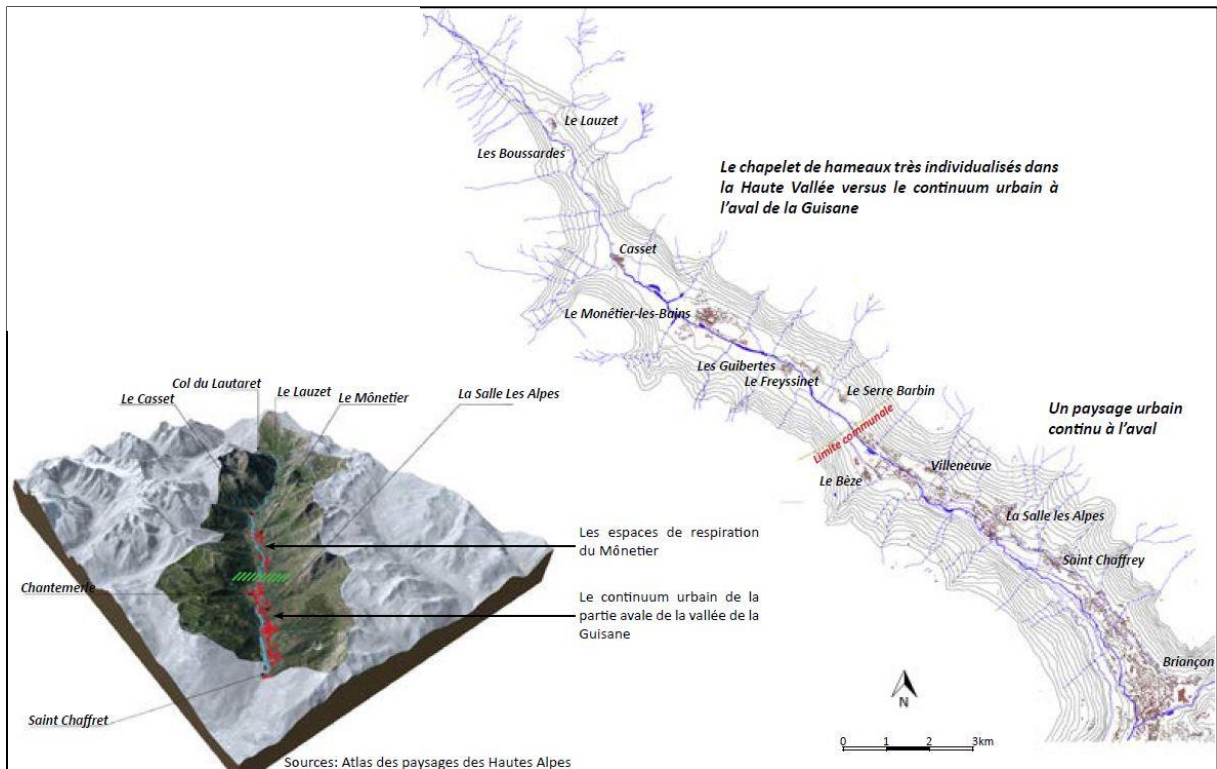 Le Lauzet
Les Boussardes
Le chapelet de hameaux très individualisés dans
la Haute Vallée versus le continuum urbain à
l'aval de la Guisane
Casset
Le Monêtier-les-Bains
Les Guibertes
Le Freyssinet
Le Serre Barbin
Limite communale
Un paysage urbain
continu à l'aval
Villeneuve
Le Bèze
La Salle les Alpes
Saint Chaffrey
Briançon
N
0 1 2 3km
Col du Lautaret
Le Lauzet
Le Casset
Le Mônetier
La Salle Les Alpes
Les espaces de respiration
du Mônetier
Chantemerle
Le continuum urbain de la
partie avale de la vallée de la
Guisane
Saint Chaffret
Sources: Atlas des paysages des Hautes Alpes